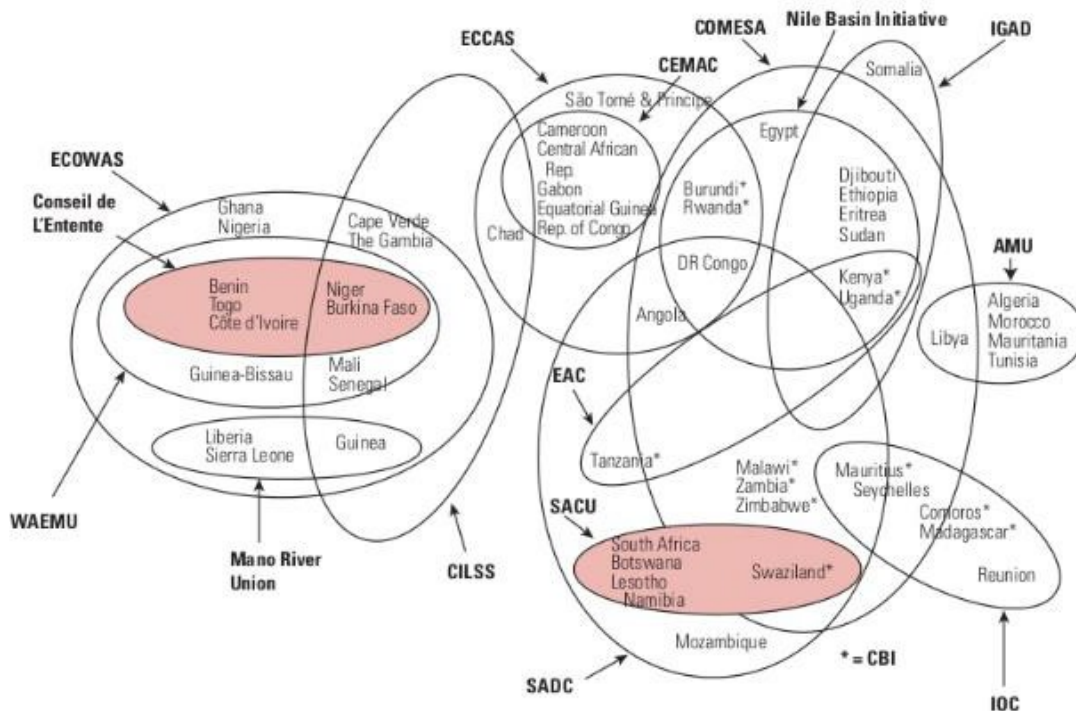 Nile Basin Initiative
COMESA
IGAD
ECCAS
CEMAC
Somalia
São Tomé & Principe
Cameroon
Central African
Rep.
Gabon
Equatorial Guinea
Rep. of Congo
Egypt
ECOWAS
Conseil de
L'Entente
Ghana
Nigeria
Cape Verde
The Gambia
Chad
Burundi*
Rwanda*
Djibouti
Ethiopia
Eritrea
Sudan
AMU
DR Congo
Kenya*
Uganda*
Benin
Togo
Côte d'Ivoire
Niger
Burkina Faso
Angola
Libya
Algeria
Morocco
Mauritania
Tunisia
Guinea-Bissau
Mali
Senegal
EAC
Liberia
Sierra Leone
Guinea
Tanzania*
Malawi*
Zambia*
Zimbabwe*
Mauritius*
Seychelles
Comoros*
Madagascar*
Reunion
WAEMU
Mano River
Union
CILSS
SACU
South Africa
Botswana
Lesotho
Namibia
Swaziland*
Mozambique
* = CBI
SADC
IOC